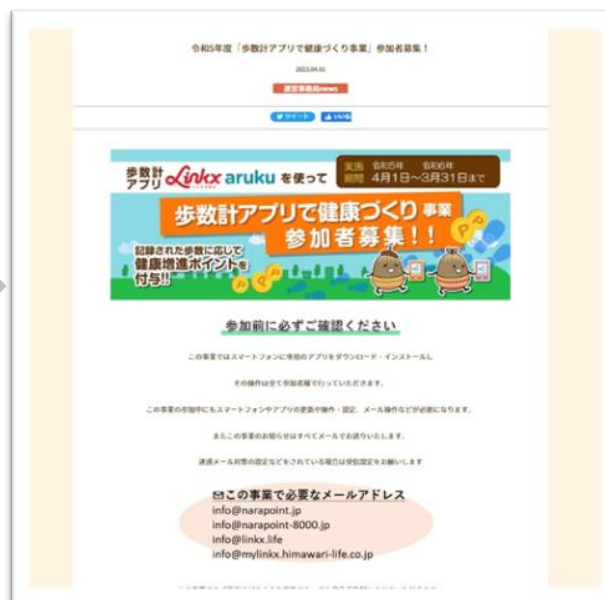 令和5年度「歩数計アプリで健康づくり事業」参加者募集！
2023.04.01
運営事務局news
ツイート いいね
歩数計アプリ Linkx aruku を使って
実施期間 令和5年4月1日～令和6年3月31日まで
歩数計アプリで健康づくり事業
参加者募集!!
記録された歩数に応じて
健康増進ポイントを
付与!!
参加前に必ずご確認ください
この事業ではスマートフォンに専用のアプリをダウンロード・インストールし
その操作は全て参加者様で行っていただきます。
この事業の参加中にもスマートフォンやアプリの更新や操作・設定、メール操作などが必要になります。
またこの事業のお知らせはすべてメールでお送りいたします。
迷惑メール対策の設定などをされている場合は受信設定をお願いします
この事業で必要なメールアドレス
info@narapoint.jp
info@narapoint-8000.jp
info@linkx.life
info@mylinkx.himawari-life.co.jp